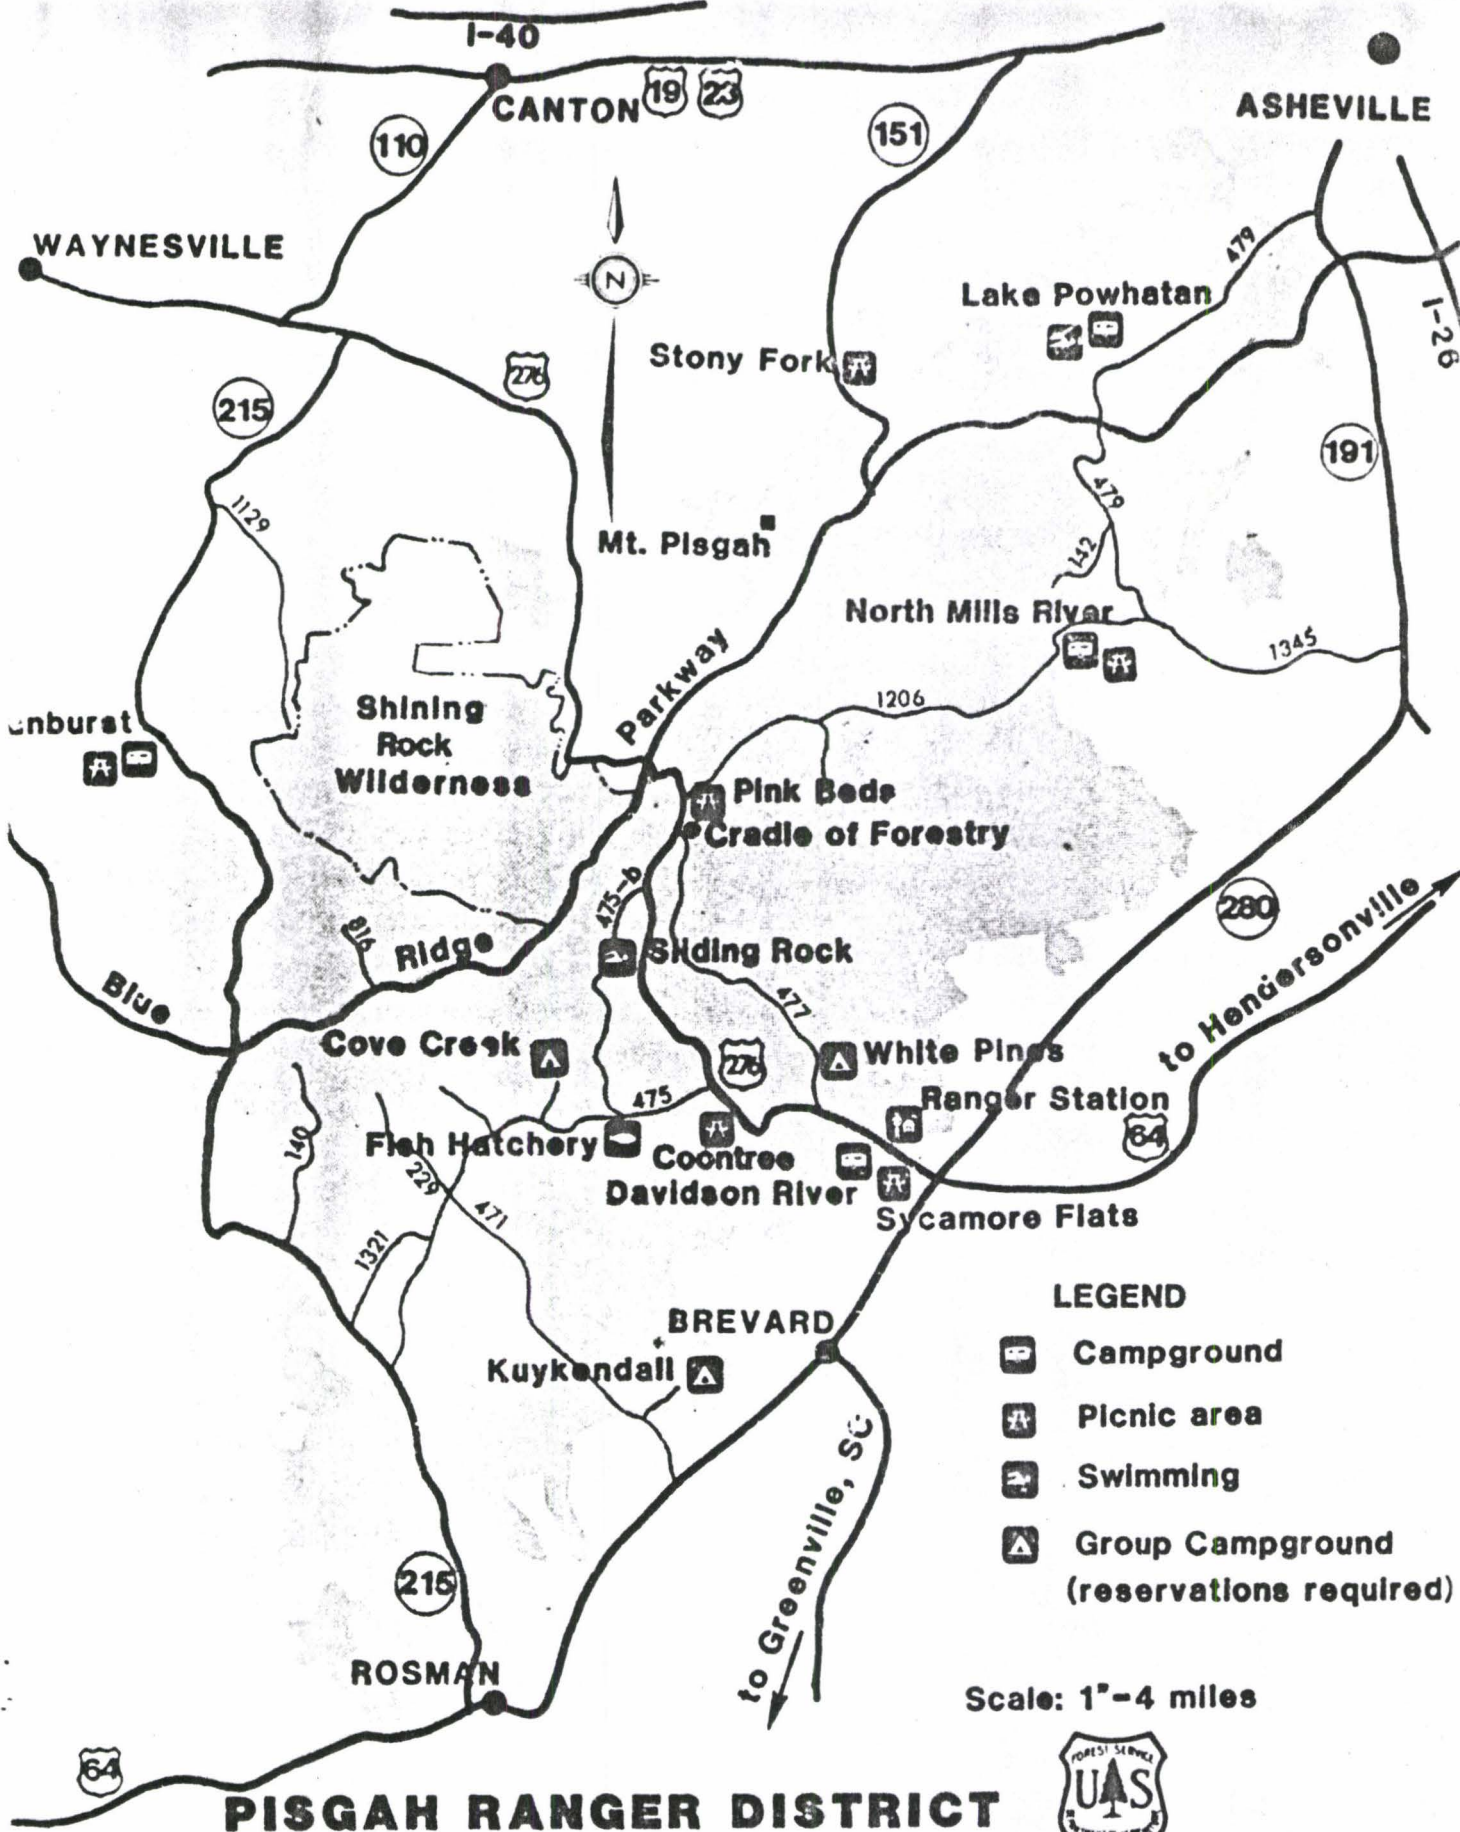 I-40
CANTON
19
23
ASHEVILLE
110
151
WAYNESVILLE
N
479
Lake Powhatan
I-26
Stony Fork
276
215
191
1129
479
Mt. Pisgah
142
North Mills River
1345
Parkway
1206
Shining
Rock
Wilderness
nburst
Pink Beds
Cradle of Forestry
475-b
280
to Hendersonville
816
Ridge
Sliding Rock
Blue
477
Cove Creek
276
White Pines
475
Ranger Station
64
140
Fish Hatchery
Coontree
229
Davidson River
471
Sycamore Flats
1321
LEGEND
BREVARD
Campground
Kuykendall
Picnic area
to Greenville, SC
Swimming
Group Campground
(reservations required)
215
ROSMAN
Scale: 1"-4 miles
64
FOREST SERVICE
U S
PISGAH RANGER DISTRICT